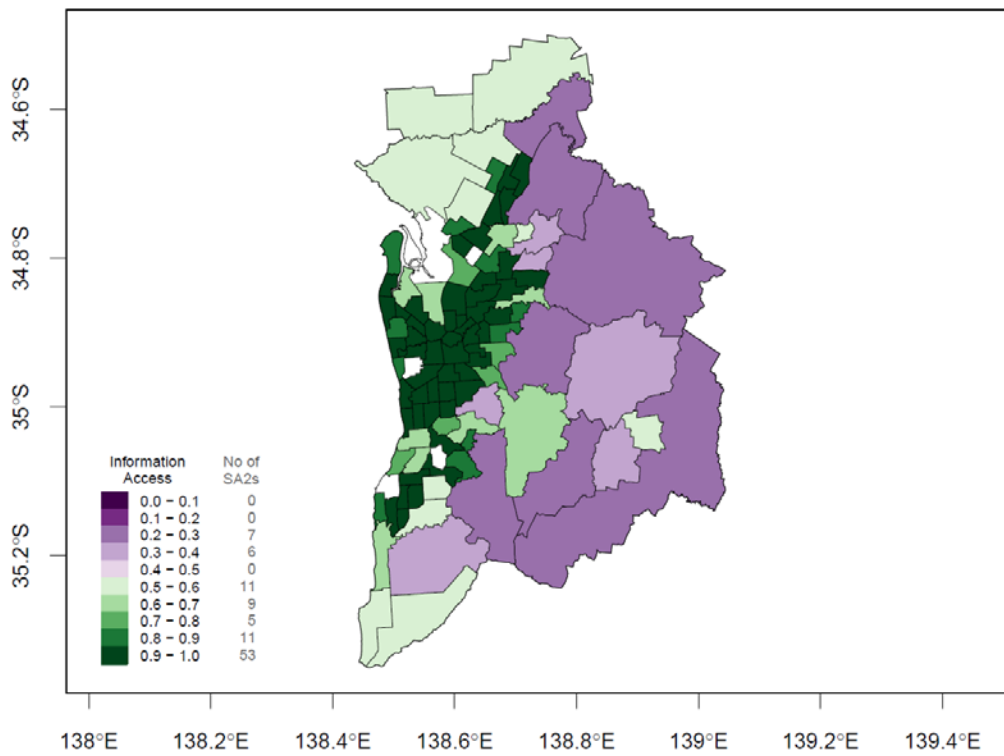 34.6°S
34.8°S
35°S
35.2°S
Information Access No of SA2s
0.0 – 0.1 0
0.1 – 0.2 0
0.2 – 0.3 7
0.3 – 0.4 6
0.4 – 0.5 0
0.5 – 0.6 11
0.6 – 0.7 9
0.7 – 0.8 5
0.8 – 0.9 11
0.9 – 1.0 53
138°E 138.2°E 138.4°E 138.6°E 138.8°E 139°E 139.2°E 139.4°E